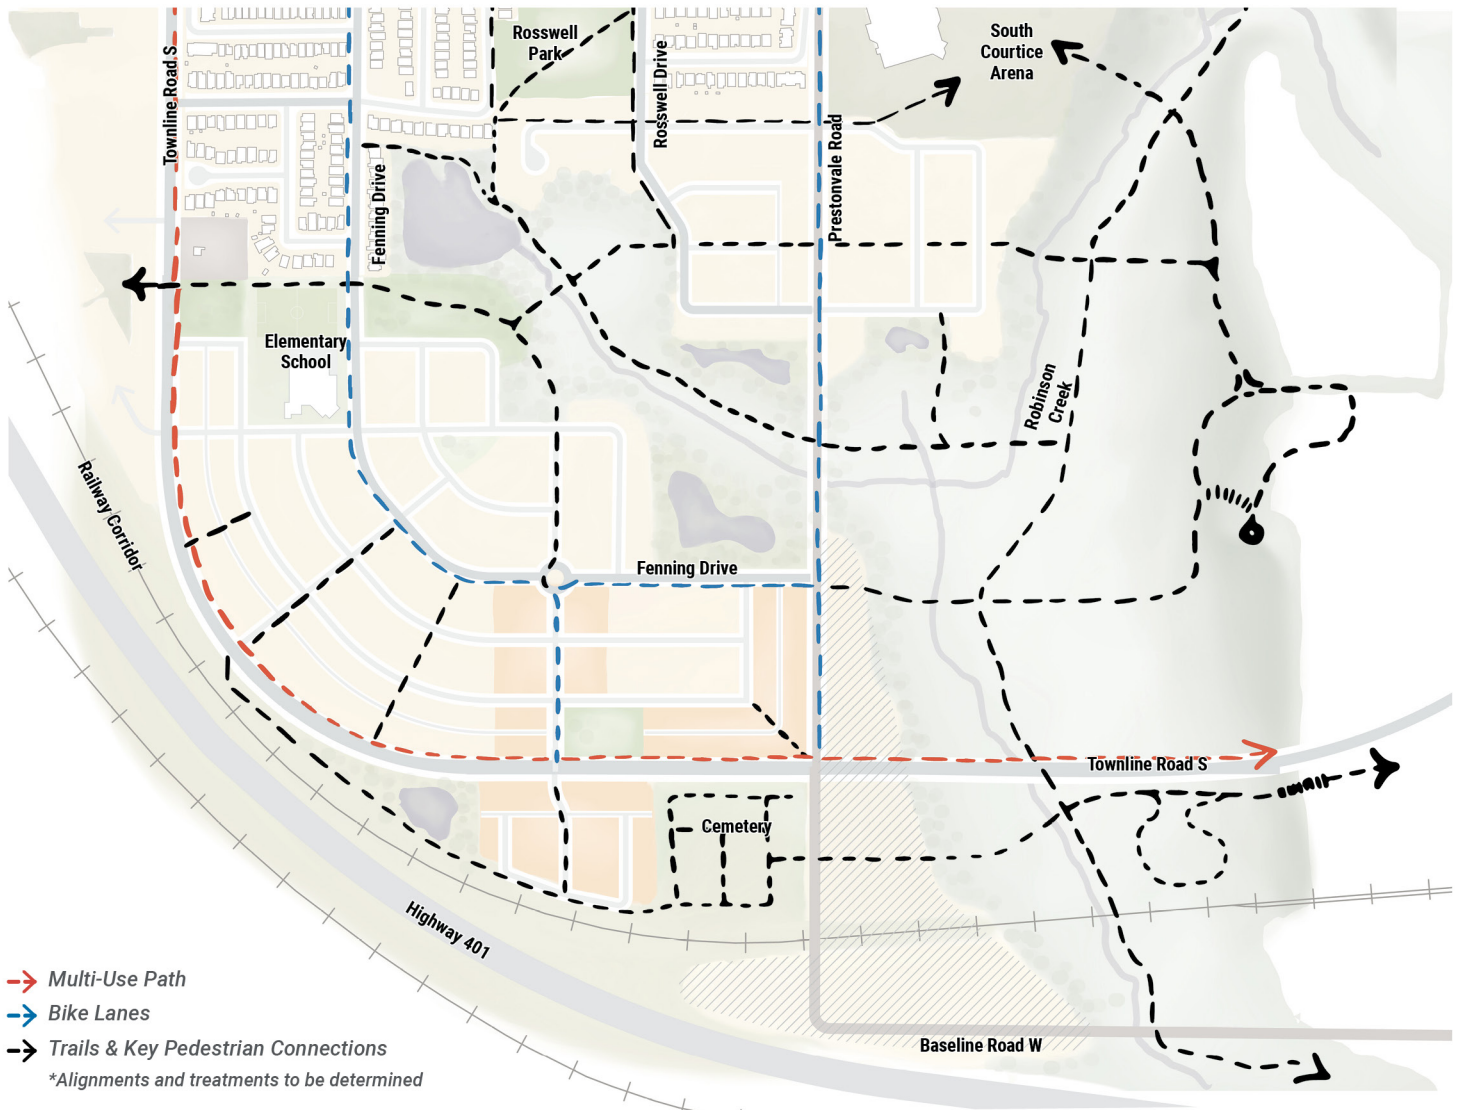 Rosswell
Park
South
Courtice
Arena
Townline Road S
Rosswell Drive
Prestonvale Road
Fenning Drive
Elementary
School
Robinson
Creek
Railway Corridor
Fenning Drive
Townline Road S
Cemetery
Highway 401
Baseline Road W
Multi-Use Path
Bike Lanes
Trails & Key Pedestrian Connections
*Alignments and treatments to be determined